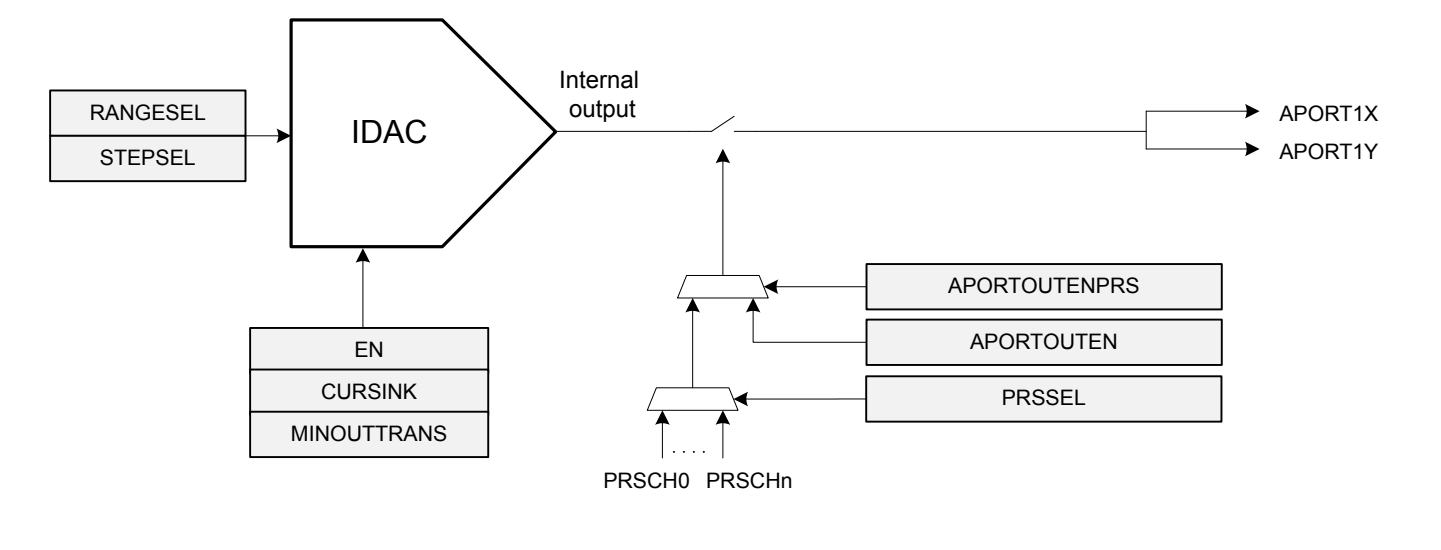 RANGESEL
STEPSEL
IDAC
Internal
output
APORT1X
APORT1Y
EN
CURSINK
MINOUTTRANS
APORTOUTENPRS
APORTOUTEN
PRSSEL
. . . .
PRSCH0 PRSCHn